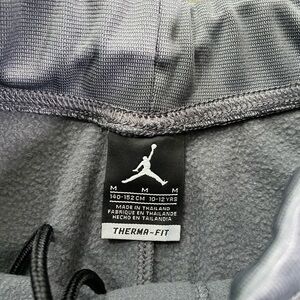 M M M
140-152 CM 10-12 YRS
MADE IN THAILAND
FABRIQUE EN THAILANDE
HECHO EN TAILANDIA
THERMA-FIT